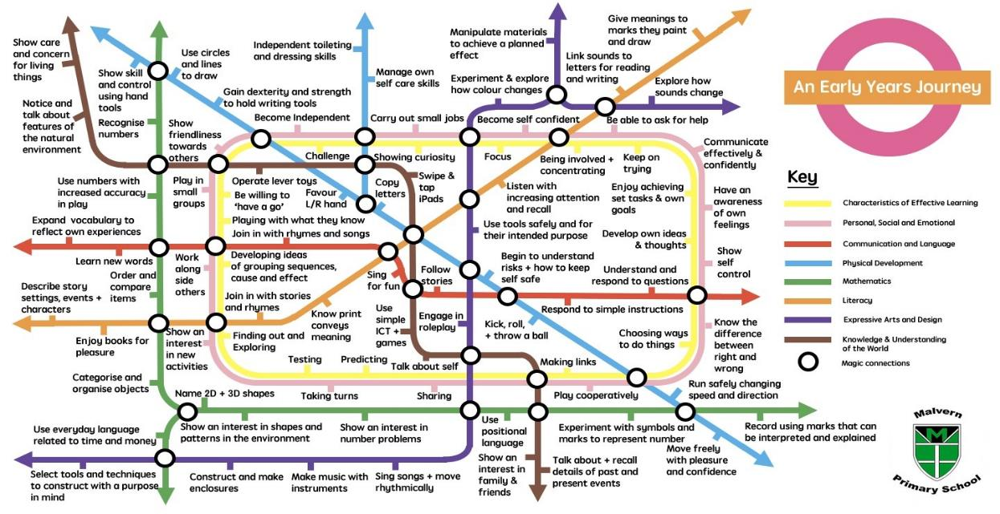 Show care
and concern
for living
things
Notice and
talk about
features of
the natural
environment
Show skill
and control
using hand
tools
Recognise
numbers
Use circles
and lines
to draw
Gain dexterity and strength
to hold writing tools
Independent toileting
and dressing skills
Manage own
self care skills
Manipulate materials
to achieve a planned
effect
Experiment & explore
how colour changes
Give meanings to
marks they paint
and draw
Link sounds to
letters for reading
and writing
Explore how
sounds change
Become Independent
Carry out small jobs
Become self confident
Be able to ask for help
Show
friendliness
towards
others
Challenge
Showing curiosity
Focus
Being involved +
concentrating
Keep on
trying
Communicate
effectively &
confidently
Use numbers with
increased accuracy
in play
Play in
small
groups
Operate lever toys
Be willing to
'have a go'
Favour
L/R hand
Copy
letters
Swipe &
tap
iPads
Listen with
increasing attention
and recall
Enjoy achieving
set tasks & own
goals
Have an
awareness
of own
feelings
Expand vocabulary to
reflect own experiences
Playing with what they know
Join in with rhymes and songs
Use tools safely and for
their intended purpose
Develop own ideas
& thoughts
Learn new words
Order and
compare
items
Work
along
side
others
Developing ideas
of grouping sequences,
cause and effect
Sing
for fun
Follow
stories
Begin to understand
risks + how to keep
self safe
Understand and
respond to questions
Show
self
control
Describe story
settings, events +
characters
Join in with stories
and rhymes
Know print
conveys
meaning
Use
simple
ICT +
games
Engage in
roleplay
Kick, roll,
+ throw a ball
Respond to simple instructions
Enjoy books for
pleasure
Show an
interest
in new
activities
Finding out and
Exploring
Choosing ways
to do things
Know the
difference
between
right and
wrong
Testing
Predicting
Talk about self
Making links
Categorise and
organise objects
Name 2D + 3D shapes
Taking turns
Sharing
Play cooperatively
Run safely changing
speed and direction
Use everyday language
related to time and money
Show an interest in shapes and
patterns in the environment
Show an interest in
number problems
Use
positional
language
Experiment with symbols and
marks to represent number
Record using marks that can
be interpreted and explained
Select tools and techniques
to construct with a purpose
in mind
Construct and make
enclosures
Make music with
instruments
Sing songs + move
rhythmically
Show an
interest in
family &
friends
Talk about + recall
details of past and
present events
Move freely
with pleasure
and confidence
An Early Years Journey
Key
Characteristics of Effective Learning
Personal, Social and Emotional
Communication and Language
Physical Development
Mathematics
Literacy
Expressive Arts and Design
Knowledge & Understanding
of the World
Magic connections
Malvern
M
Primary School